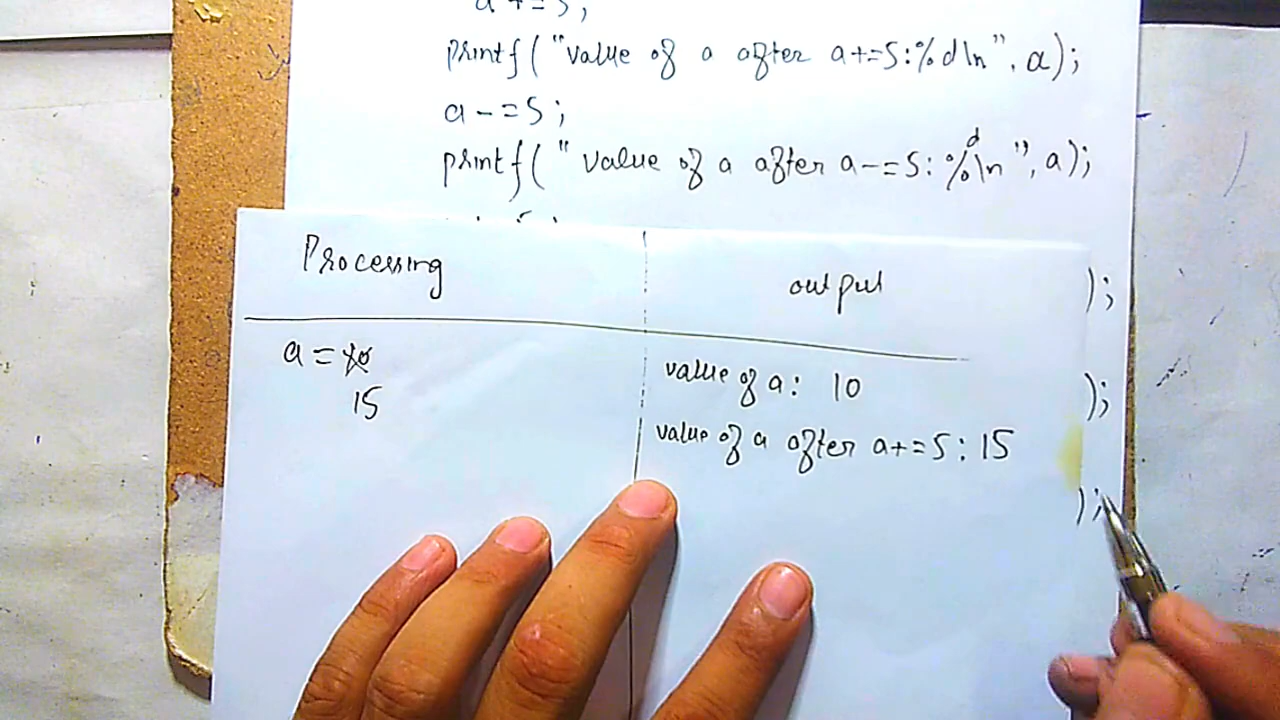 a+=5;
printf("value of a after a+=5:%d\n", a);
a-=5;
printf("value of a after a-=5:%d\n", a);
Processing
output
);
a = 10
value of a: 10
);
15
value of a after a+=5: 15
);